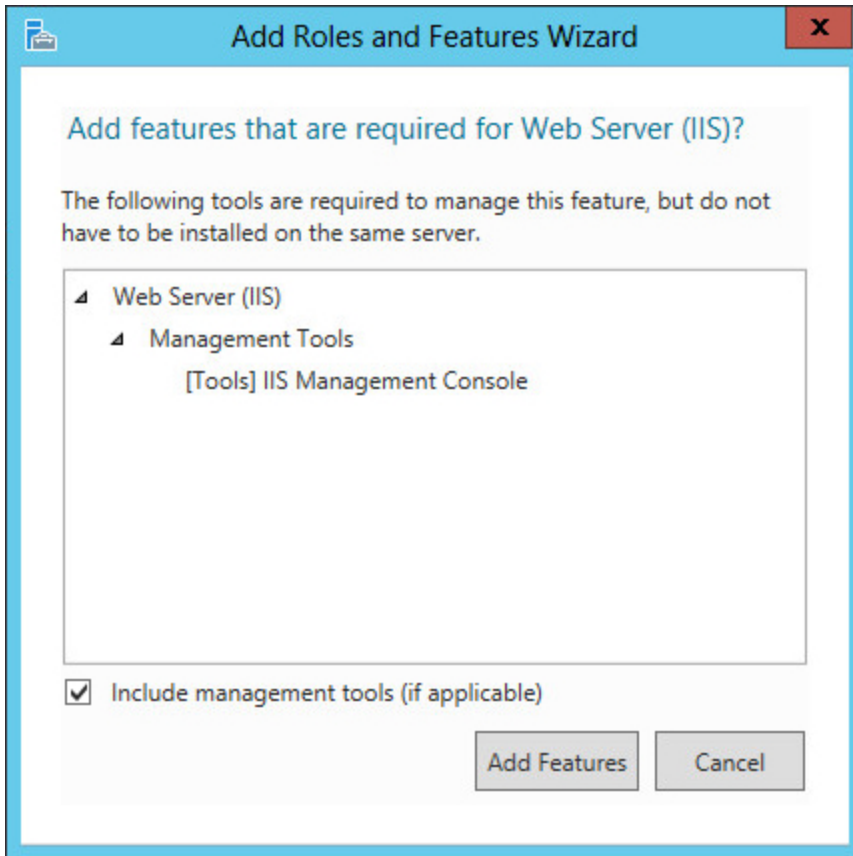 Add Roles and Features Wizard
x
Add features that are required for Web Server (IIS)?
The following tools are required to manage this feature, but do not
have to be installed on the same server.
Web Server (IIS)
Management Tools
[Tools] IIS Management Console
Include management tools (if applicable)
Add Features
Cancel